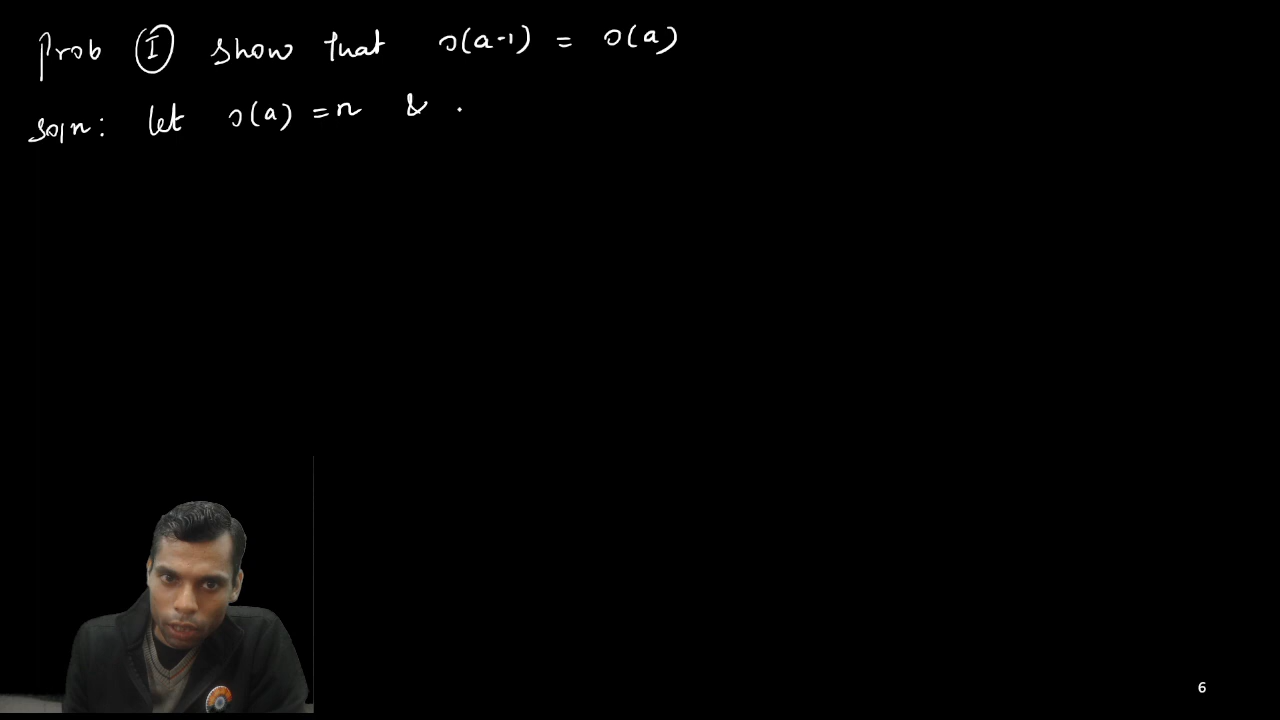 Prob I show that o(a-1) = o(a)
Soln: let o(a) = n & .
6